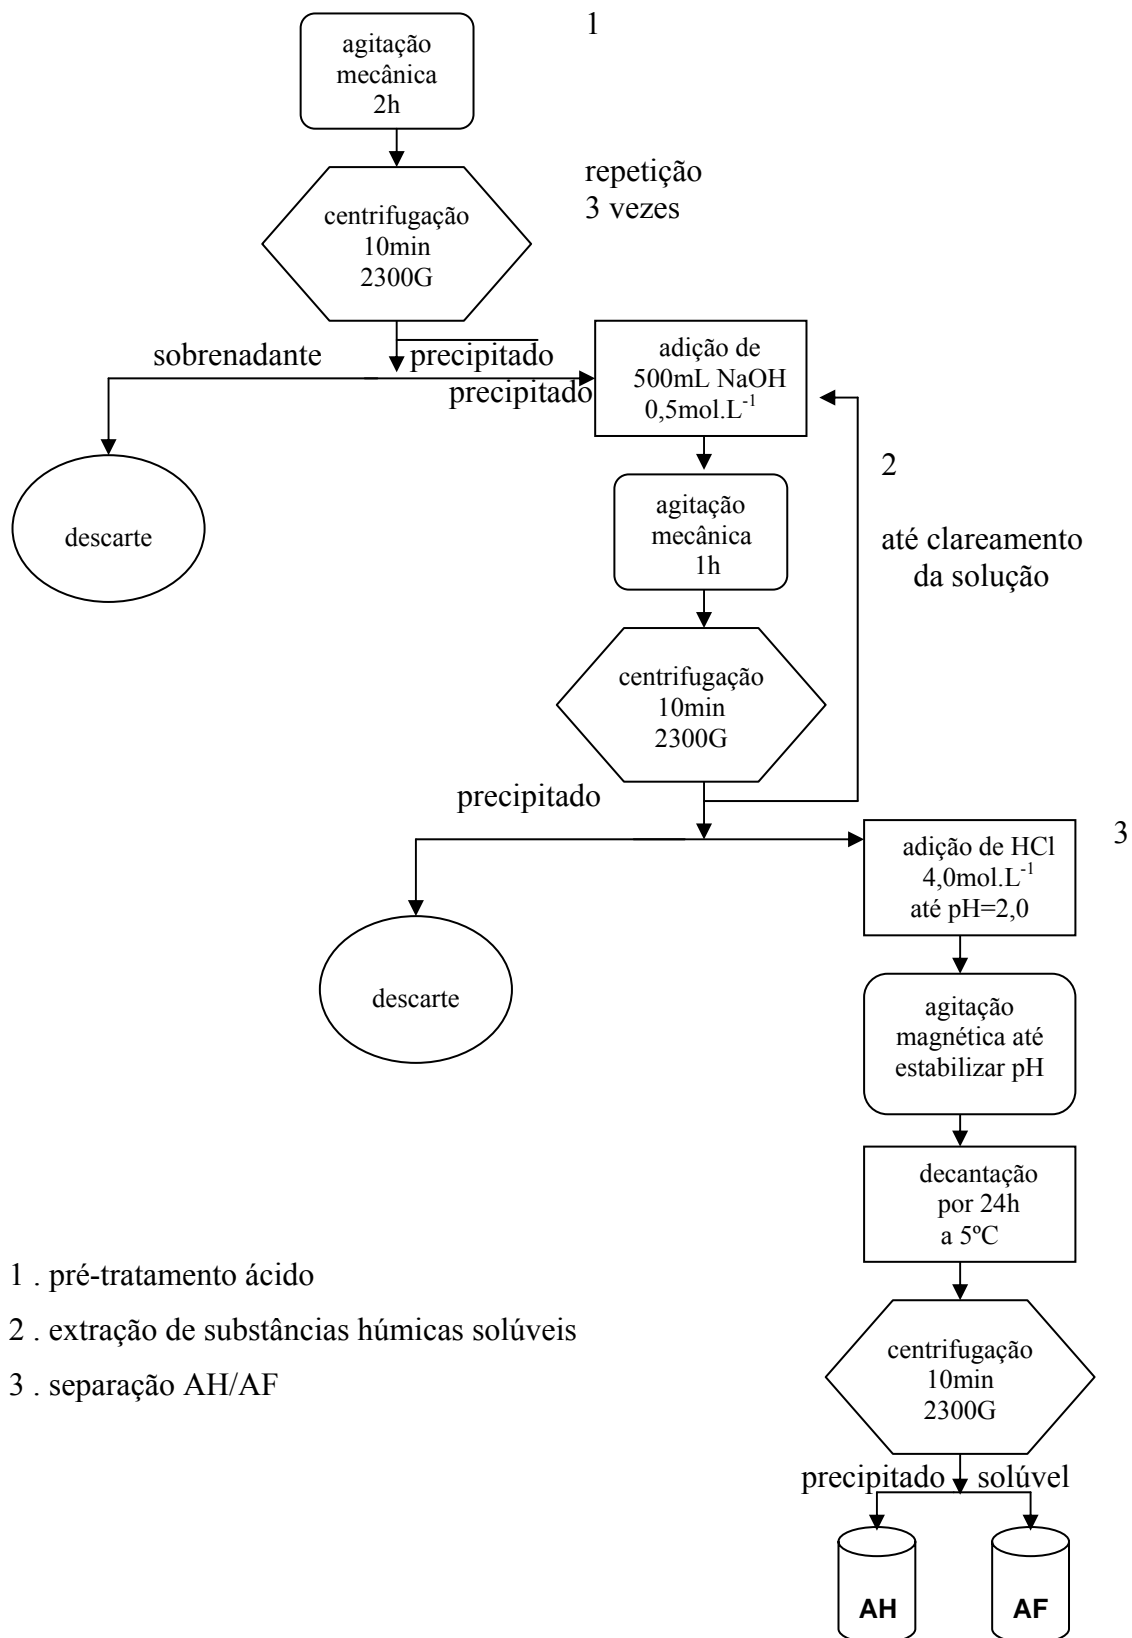 1
agitação
mecânica
2h
repetição
3 vezes
centrifugação
10min
2300G
sobrenadante
precipitado
precipitado
adição de
500mL NaOH
0,5mol.L⁻¹
descarte
2
até clareamento
da solução
agitação
mecânica
1h
centrifugação
10min
2300G
precipitado
3
adição de HCl
4,0mol.L⁻¹
até pH=2,0
descarte
agitação
magnética até
estabilizar pH
decantação
por 24h
a 5ºC
1 . pré-tratamento ácido
2 . extração de substâncias húmicas solúveis
3 . separação AH/AF
centrifugação
10min
2300G
precipitado
solúvel
AH
AF